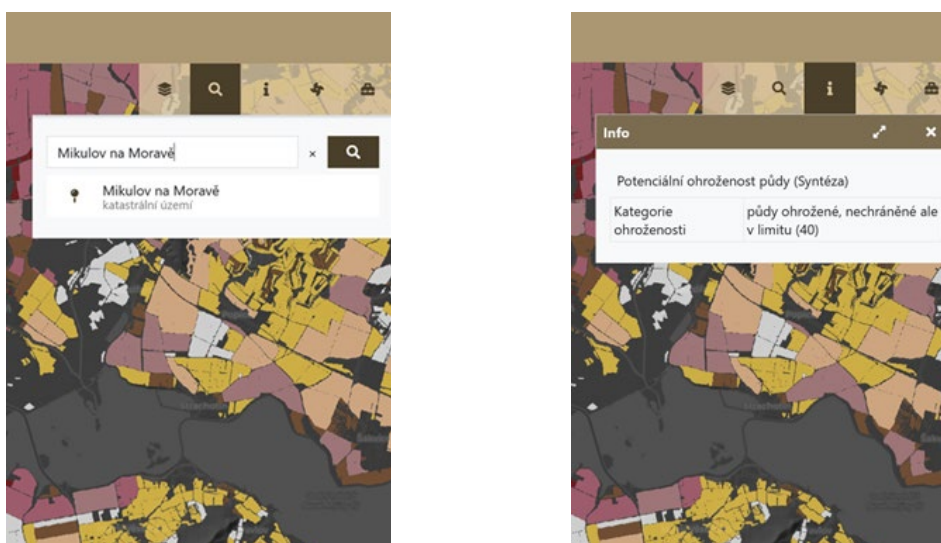 Mikulov na Moravě
×
Mikulov na Moravě
katastrální území
Info
×
Potenciální ohroženost půdy (Syntéza)
Kategorie ohroženosti
půdy ohrožené, nechráněné ale
v limitu (40)